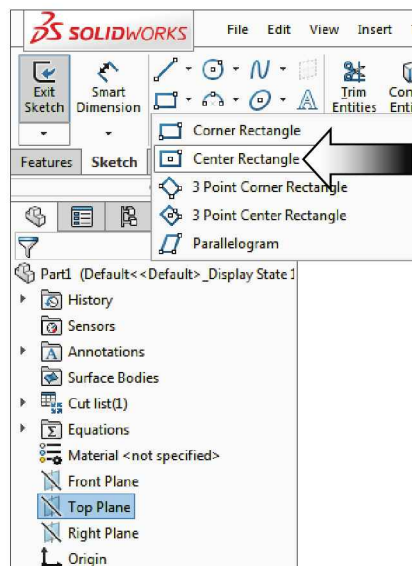 SOLIDWORKS File Edit View Insert
Exit Sketch
Smart Dimension
Trim Entities
Corner Rectangle
Center Rectangle
3 Point Corner Rectangle
3 Point Center Rectangle
Parallelogram
Features Sketch
Part1 (Default<<Default>_Display State 1
History
Sensors
Annotations
Surface Bodies
Cut list(1)
Equations
Material <not specified>
Front Plane
Top Plane
Right Plane
Origin